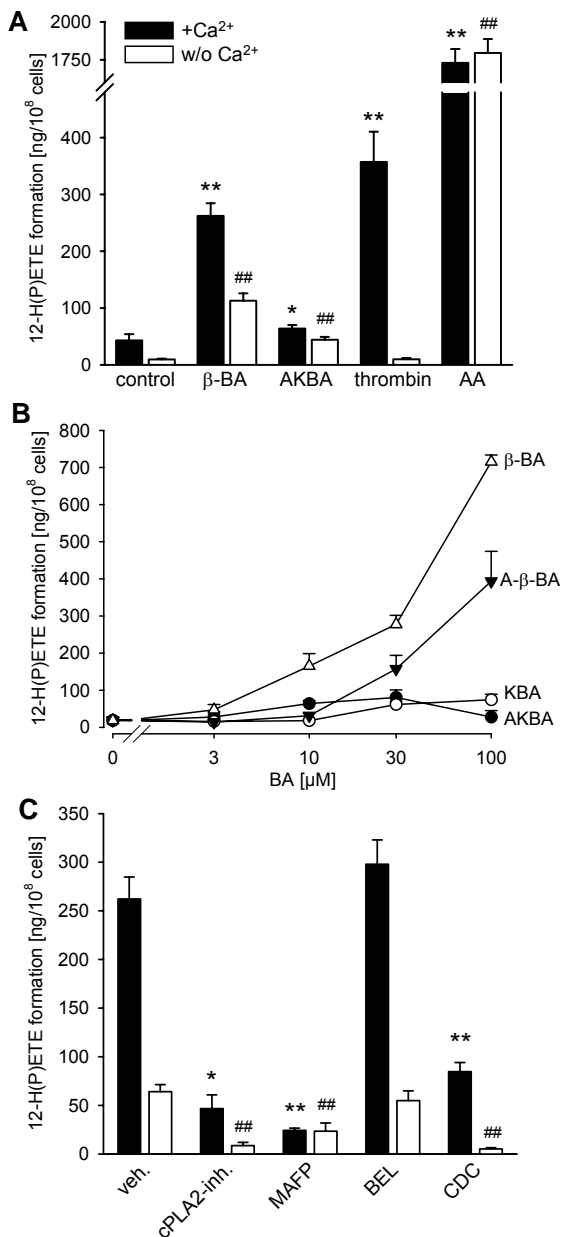 A
+Ca²⁺
w/o Ca²⁺
12-H(P)ETE formation [ng/10⁸ cells]
2000
1750
400
300
200
100
0
**
##
*
##
**
**
##
control β-BA AKBA thrombin AA
B
12-H(P)ETE formation [ng/10⁸ cells]
800
700
600
500
400
300
200
100
0
β-BA
A-β-BA
KBA
AKBA
0 3 10 30 100
BA [µM]
C
12-H(P)ETE formation [ng/10⁸ cells]
350
300
250
200
150
100
50
0
*
##
**
##
**
##
veh. cPLA2-inh. MAFP BEL CDC